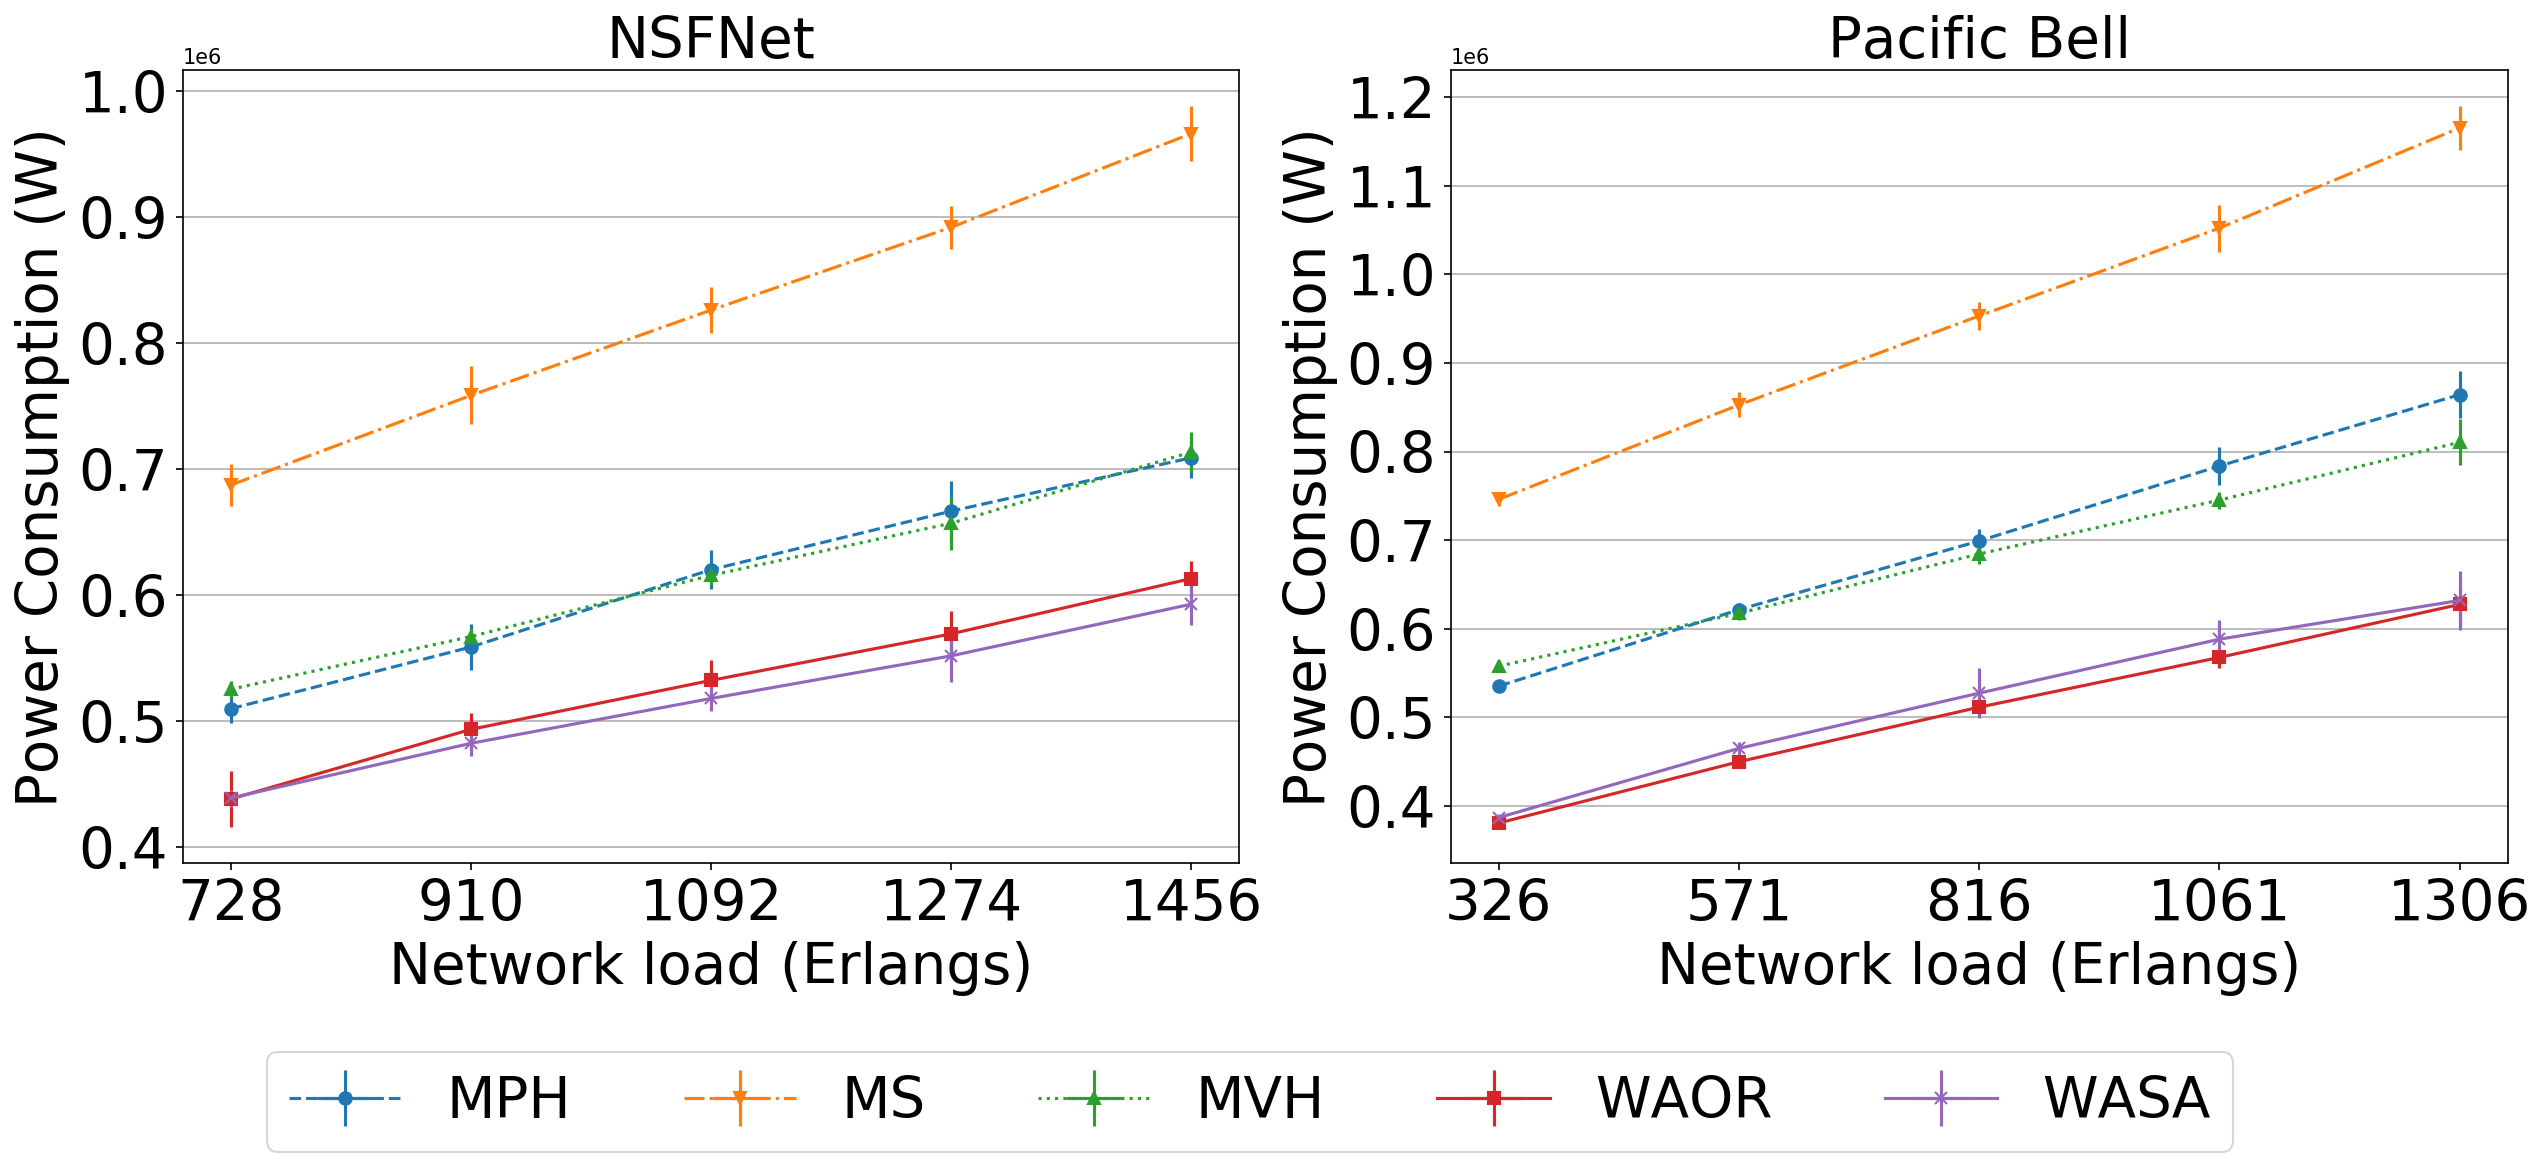 NSFNet
1e6
1.0
0.9
0.8
0.7
0.6
0.5
0.4
Power Consumption (W)
728 910 1092 1274 1456
Network load (Erlangs)
Pacific Bell
1e6
1.2
1.1
1.0
0.9
0.8
0.7
0.6
0.5
0.4
Power Consumption (W)
326 571 816 1061 1306
Network load (Erlangs)
MPH MS MVH WAOR WASA